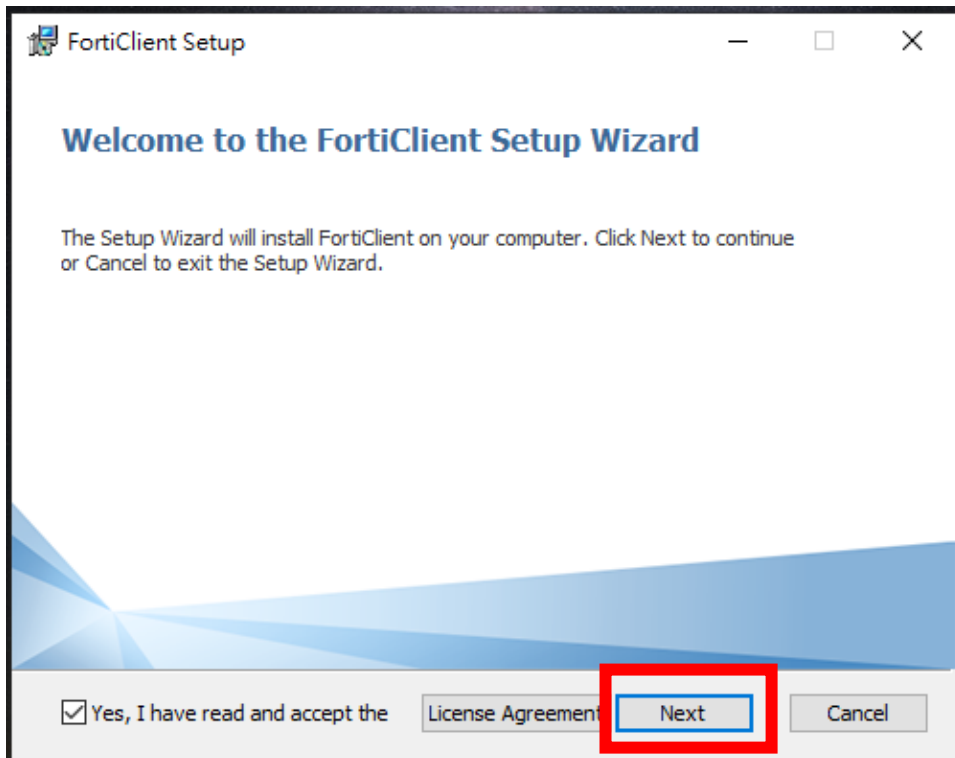 FortiClient Setup
Welcome to the FortiClient Setup Wizard
The Setup Wizard will install FortiClient on your computer. Click Next to continue
or Cancel to exit the Setup Wizard.
Yes, I have read and accept the License Agreement Next Cancel